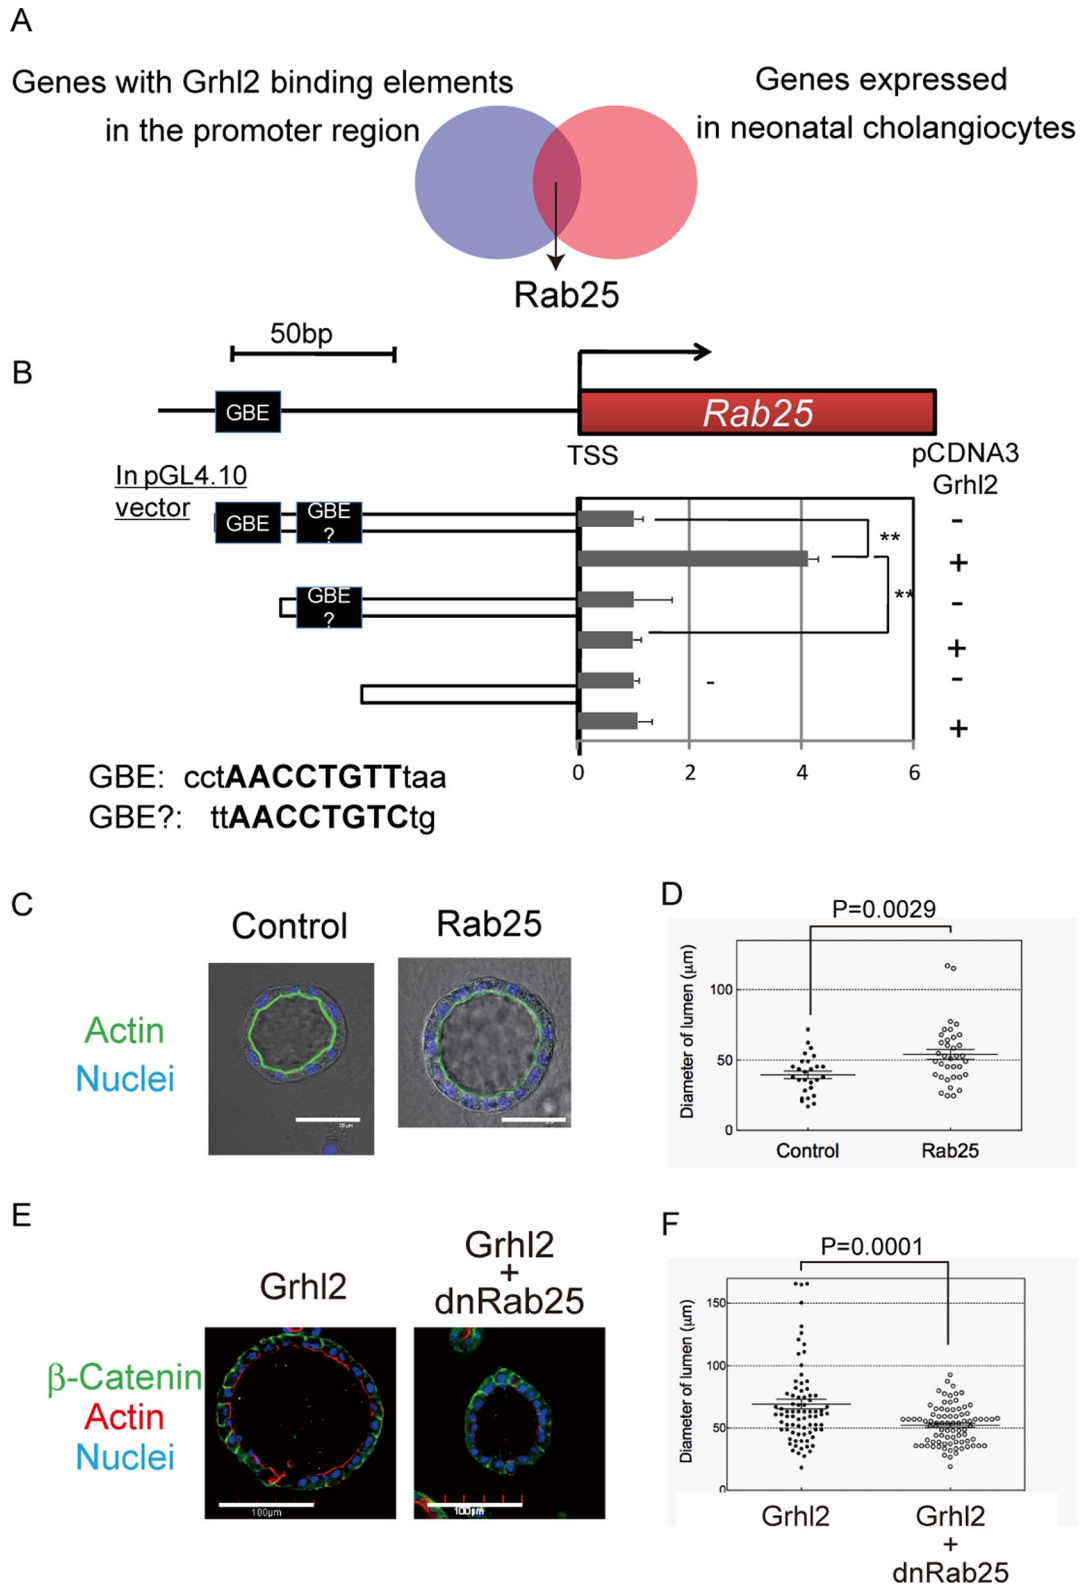 A
Genes with Grhl2 binding elements
in the promoter region
Genes expressed
in neonatal cholangiocytes
Rab25
B
50bp
GBE
Rab25
TSS
pCDNA3
Grhl2
In pGL4.10
vector
GBE
GBE
?
**
-
+
GBE
?
**
-
+
-
-
+
0 2 4 6
GBE: cctAACCTGTTtaa
GBE?: ttAACCTGTCtg
C
Control
Rab25
Actin
Nuclei
D
P=0.0029
Diameter of lumen (μm)
100
50
0
Control
Rab25
E
Grhl2
Grhl2
+
dnRab25
β-Catenin
Actin
Nuclei
100μm
100μm
F
P=0.0001
Diameter of lumen (μm)
150
100
50
0
Grhl2
Grhl2
+
dnRab25